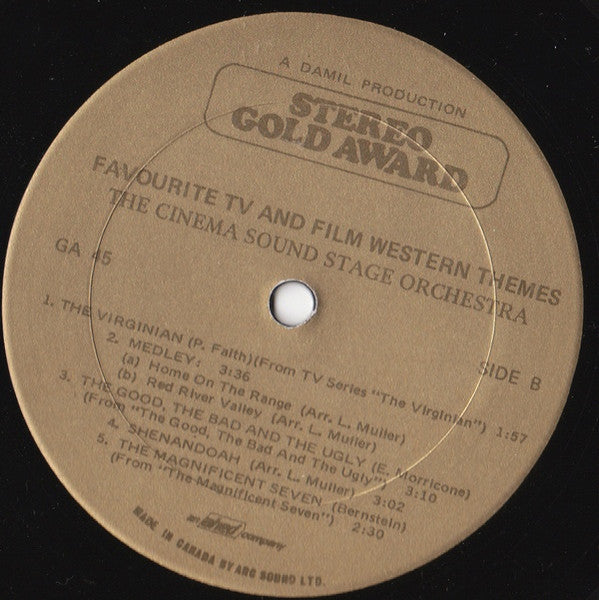 A DAMIL PRODUCTION
STEREO
GOLD AWARD
FAVOURITE TV AND FILM WESTERN THEMES
THE CINEMA SOUND STAGE ORCHESTRA
GA 45
SIDE B
1. THE VIRGINIAN (P. Faith)(From TV Series "The Virginian") 1:57
2. MEDLEY: 3:36
(a) Home On The Range (Arr. L. Muller)
(b) Red River Valley (Arr. L. Muller)
3. THE GOOD, THE BAD AND THE UGLY (E. Morricone)
(From "The Good, The Bad And The Ugly") 3:10
4. SHENANDOAH (Arr. L. Muller) 3:02
5. THE MAGNIFICENT SEVEN (Bernstein)
(From "The Magnificent Seven") 2:30
an ahed company
MADE IN CANADA BY ARC SOUND LTD.